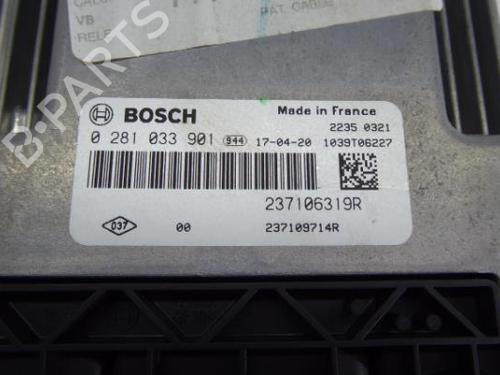 VB
BOSCH
Made in France
2235 0321
0 281 033 901 944 17-04-20 1039T06227
237106319R
D37 00 237109714R
B-PARTS